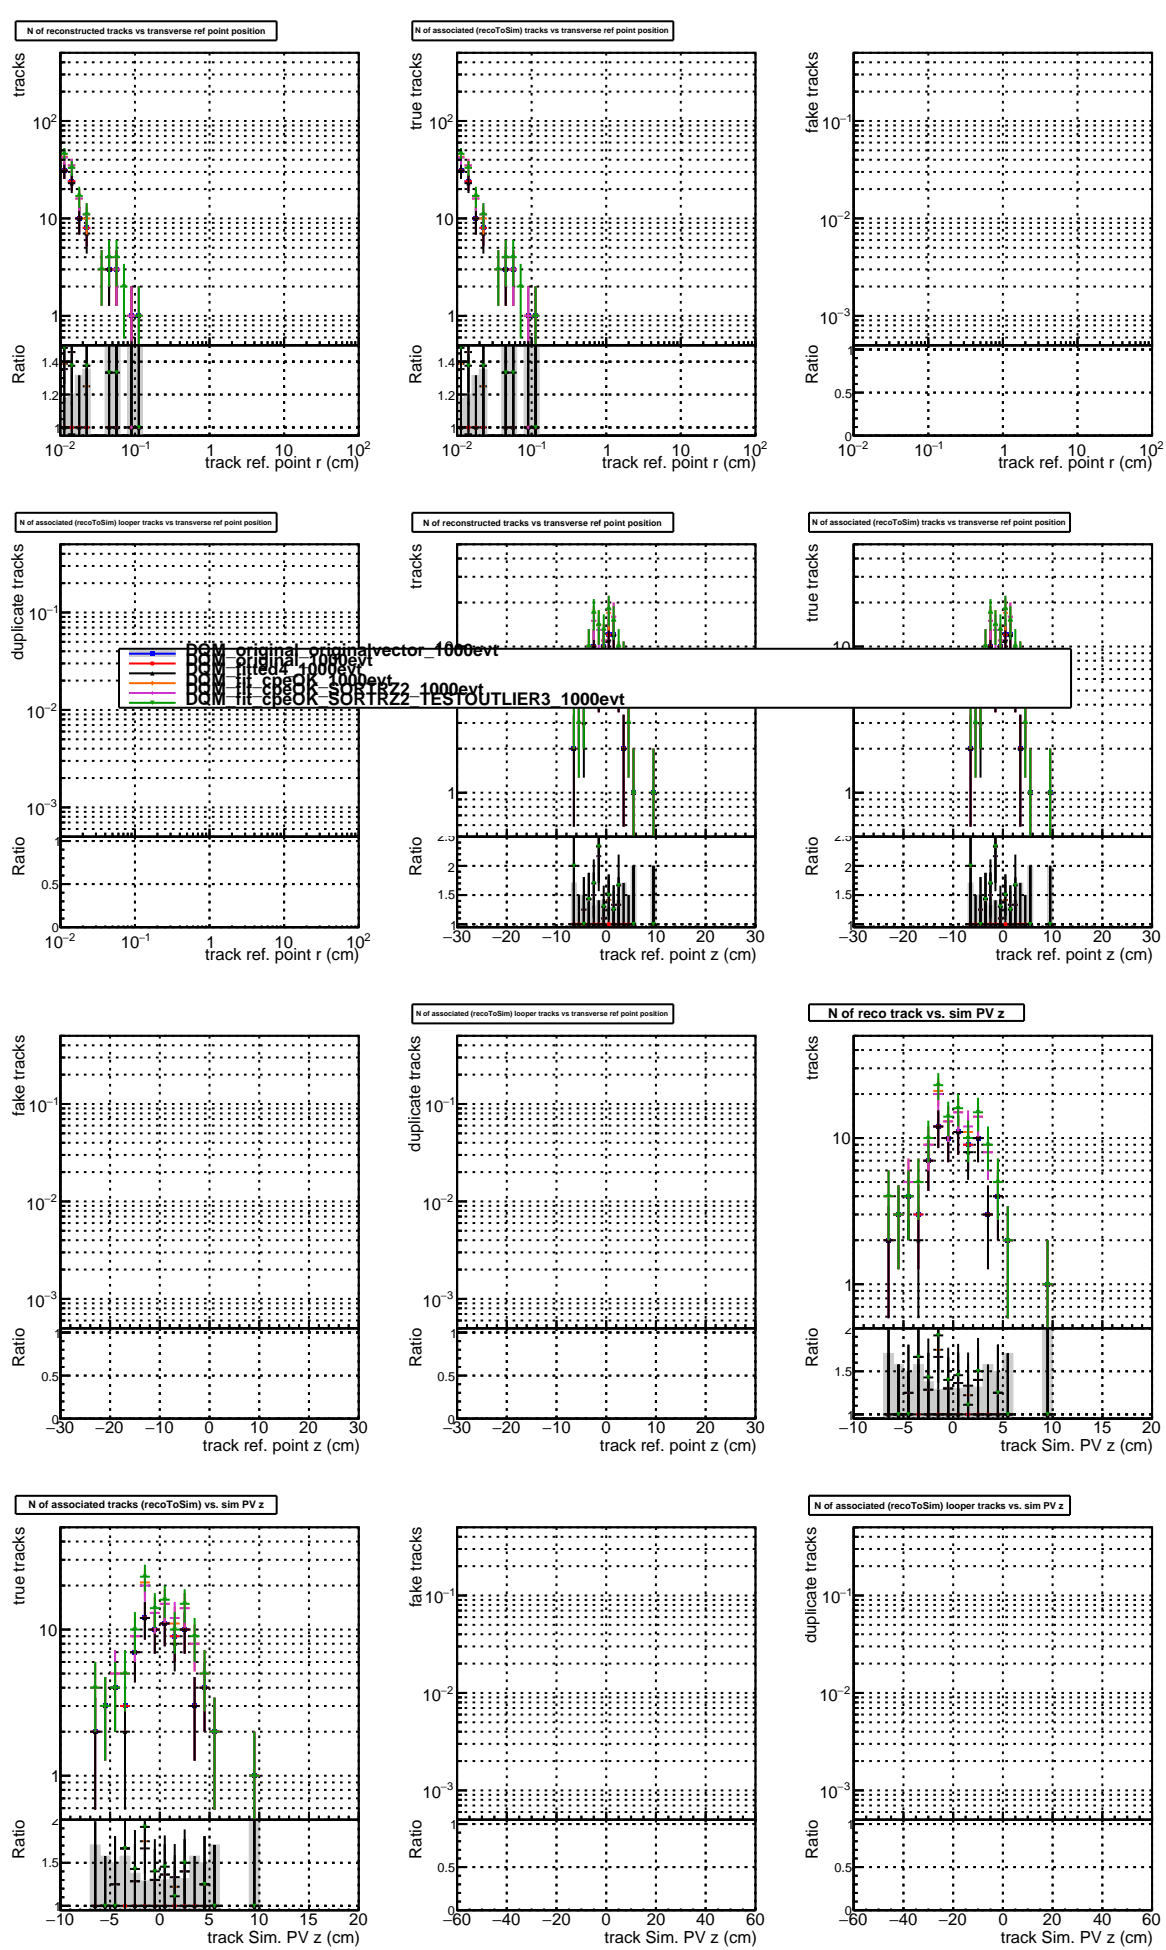 N of reconstructed tracks vs transverse ref point position
tracks
10²
10
1
Ratio
1.4
1.2
1
10⁻² 10⁻¹ 1 10 10²
track ref. point r (cm)
N of associated (recoToSim) tracks vs transverse ref point position
true tracks
10²
10
1
Ratio
1.4
1.2
1
10⁻² 10⁻¹ 1 10 10²
track ref. point r (cm)
fake tracks
10⁻¹
10⁻²
10⁻³
Ratio
1
0.5
0
10⁻² 10⁻¹ 1 10 10²
track ref. point r (cm)
N of associated (recoToSim) looper tracks vs transverse ref point position
duplicate tracks
10⁻¹
10⁻²
10⁻³
Ratio
1
0.5
0
10⁻² 10⁻¹ 1 10 10²
track ref. point r (cm)
N of reconstructed tracks vs transverse ref point position
tracks
1
Ratio
2.5
2
1.5
1
−30 −20 −10 0 10 20 30
track ref. point z (cm)
N of associated (recoToSim) tracks vs transverse ref point position
true tracks
10
1
Ratio
2.5
2
1.5
1
−30 −20 −10 0 10 20 30
track ref. point z (cm)
DQM_original_originalvector_1000evt
DQM_original_1000evt
DQM_fitted4_1000evt
DQM_fit_cpeOK_1000evt
DQM_fit_cpeOK_SORTRZ2_1000evt
DQM_fit_cpeOK_SORTRZ2_TESTOUTLIER3_1000evt
fake tracks
10⁻¹
10⁻²
10⁻³
Ratio
1
0.5
0
−30 −20 −10 0 10 20 30
track ref. point z (cm)
N of associated (recoToSim) looper tracks vs transverse ref point position
duplicate tracks
10⁻¹
10⁻²
10⁻³
Ratio
1
0.5
0
−30 −20 −10 0 10 20 30
track ref. point z (cm)
N of reco track vs. sim PV z
tracks
10
1
Ratio
2
1.5
1
−10 −5 0 5 10 15 20
track Sim. PV z (cm)
N of associated tracks (recoToSim) vs. sim PV z
true tracks
10
1
Ratio
2
1.5
1
−10 −5 0 5 10 15 20
track Sim. PV z (cm)
fake tracks
10⁻¹
10⁻²
10⁻³
Ratio
1
0.5
0
−60 −40 −20 0 20 40 60
track Sim. PV z (cm)
N of associated (recoToSim) looper tracks vs. sim PV z
duplicate tracks
10⁻¹
10⁻²
10⁻³
Ratio
1
0.5
0
−60 −40 −20 0 20 40 60
track Sim. PV z (cm)